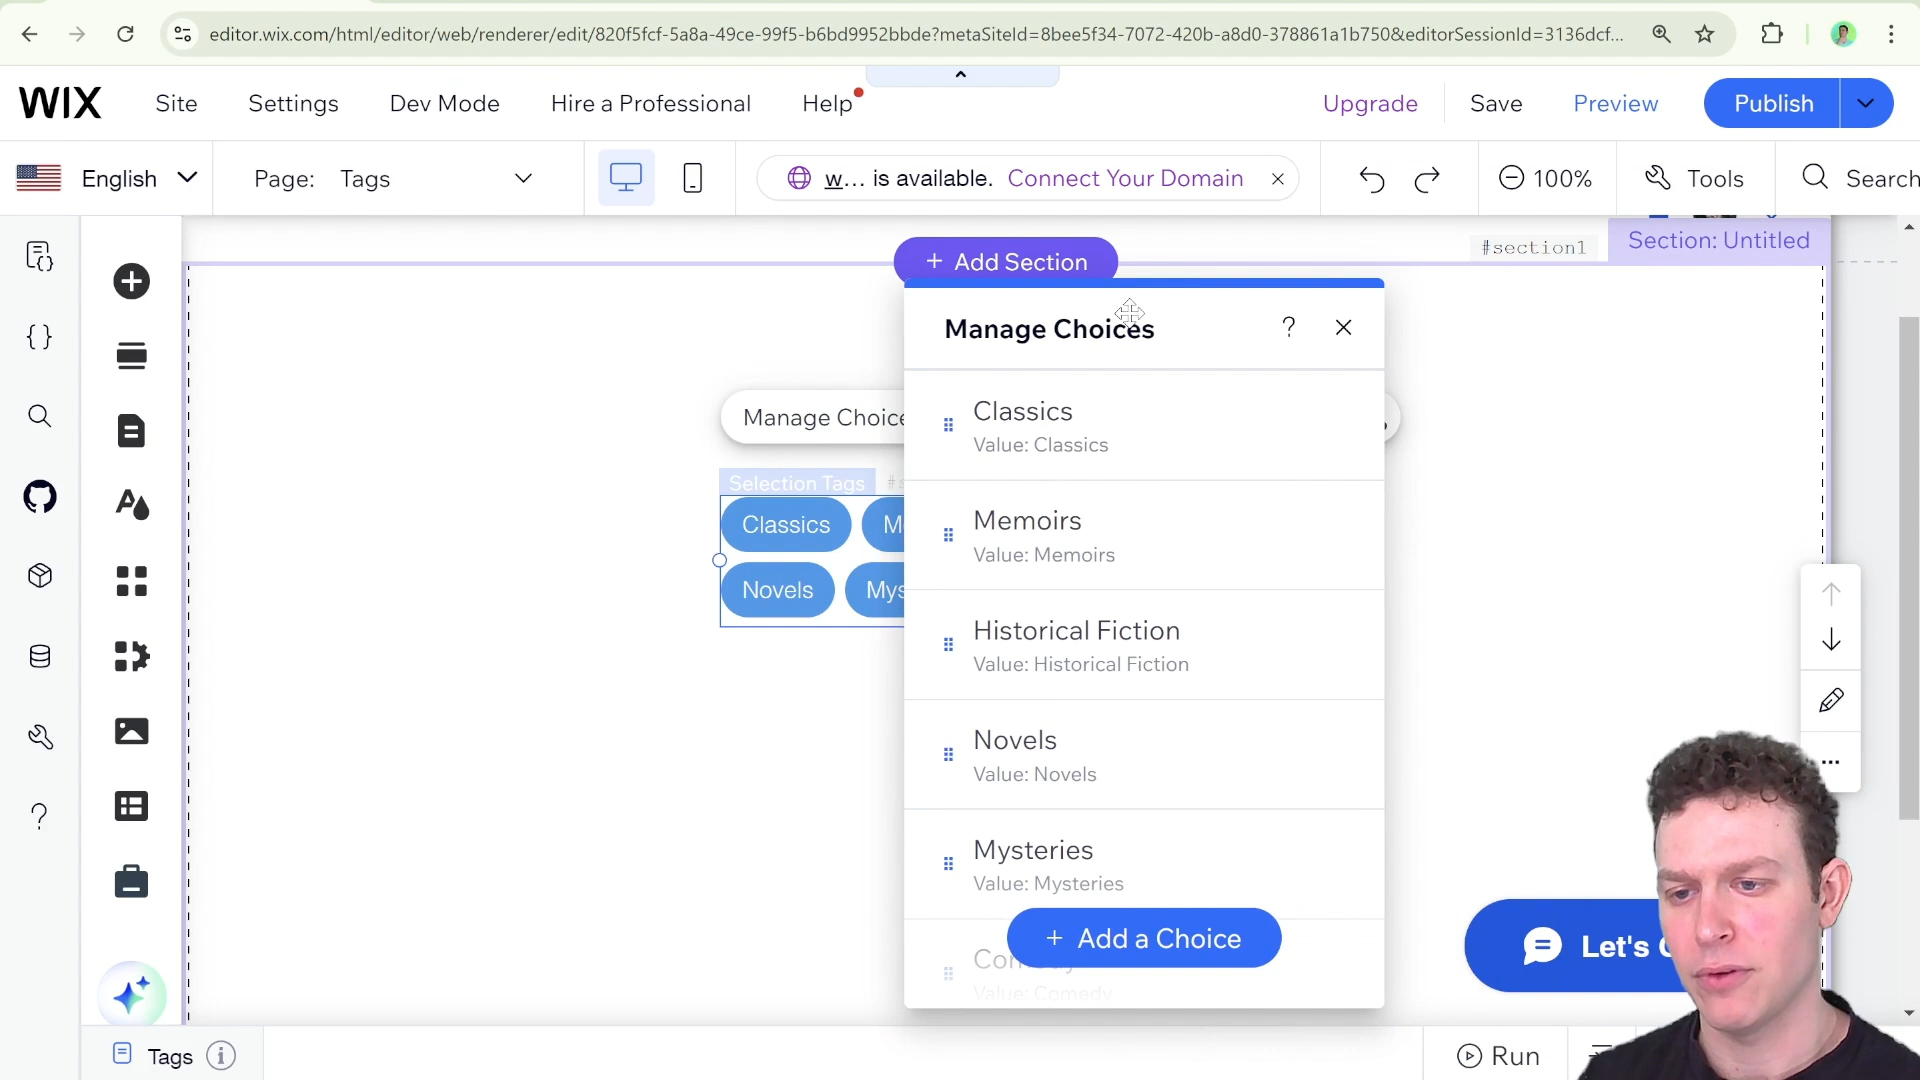 editor.wix.com/html/editor/web/renderer/edit/820f5fcf-5a8a-49ce-99f5-b6bd9952bbde?metaSiteId=8bee5f34-7072-420b-a8d0-378861a1b750&editorSessionId=3136dcf...
WIX Site Settings Dev Mode Hire a Professional Help Upgrade Save Preview Publish
English Page: Tags w... is available. Connect Your Domain 100% Tools Search
#section1 Section: Untitled
+ Add Section
Manage Choices ?
Manage Choice
Classics
Value: Classics
Memoirs
Value: Memoirs
Historical Fiction
Value: Historical Fiction
Novels
Value: Novels
Mysteries
Value: Mysteries
Value: Comedy
+ Add a Choice
Selection Tags
Classics M
Novels Mys
Let's
Tags
Run